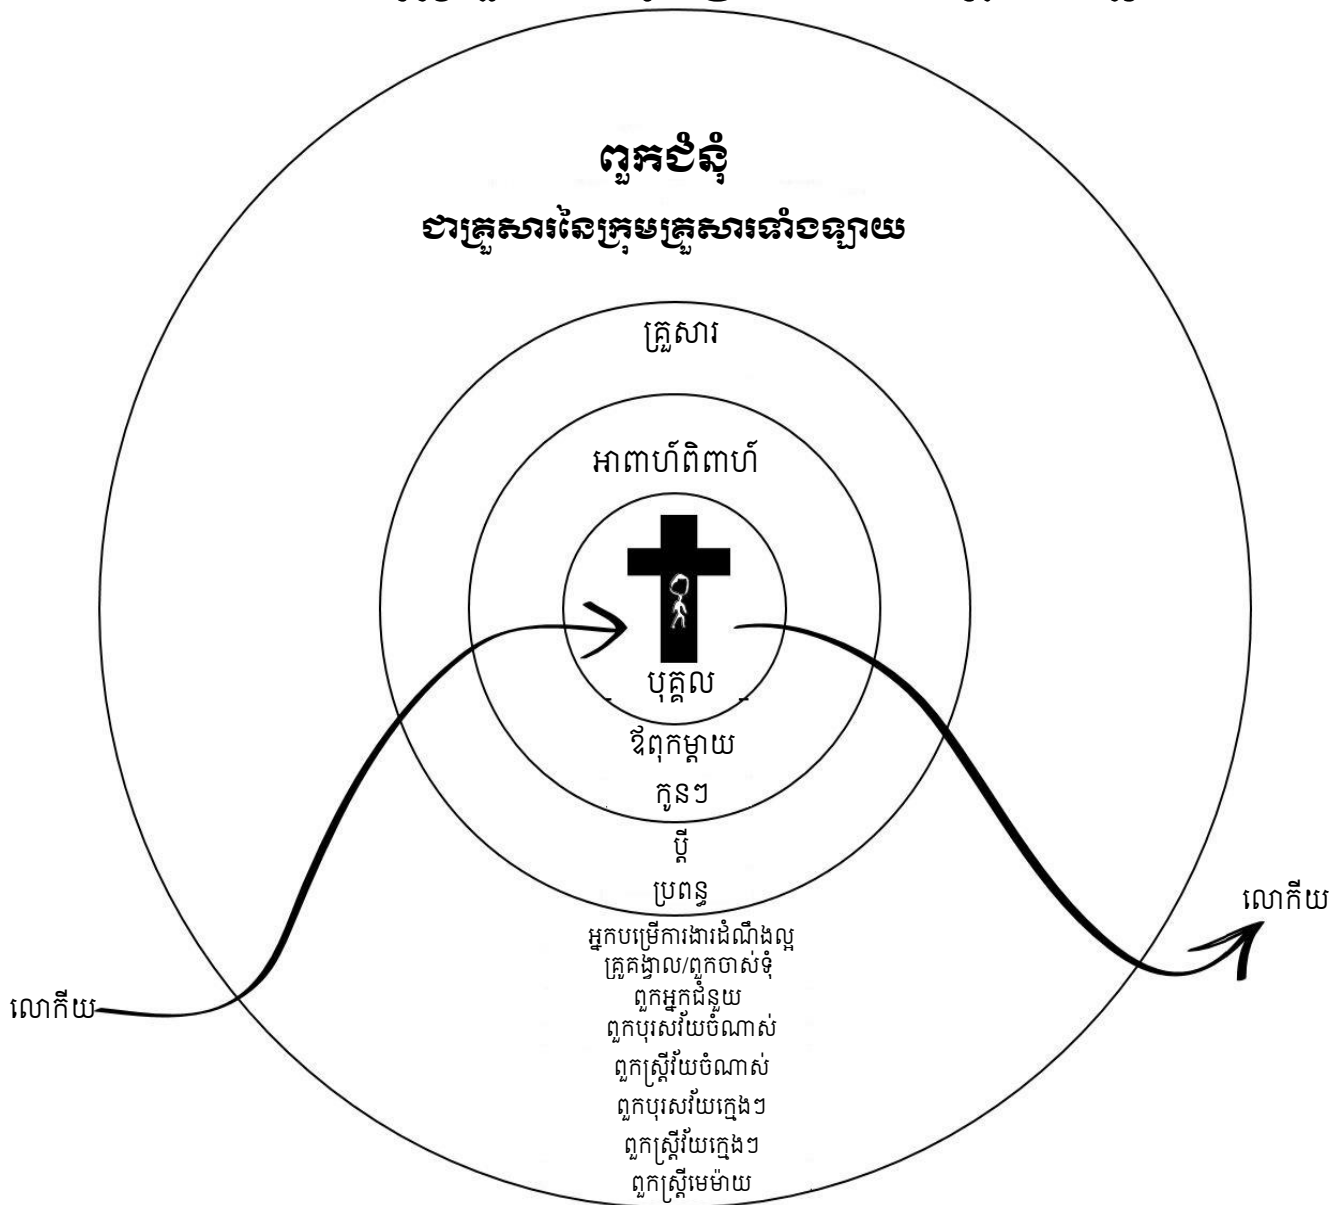 ពួកជំនុំ
ជាគ្រួសារនៃក្រុមគ្រួសារទាំងឡាយ
គ្រួសារ
អាពាហ៍ពិពាហ៍
បុគ្គល
ឪពុកម្ដាយ
កូនៗ
ប្ដី
ប្រពន្ធ
អ្នកបម្រើការងារដំណឹងល្អ
គ្រូគង្វាល/ពួកចាស់ទុំ
ពួកអ្នកជំនួយ
ពួកបុរសវ័យចំណាស់
ពួកស្ត្រីវ័យចំណាស់
ពួកបុរសវ័យក្មេងៗ
ពួកស្ត្រីវ័យក្មេងៗ
ពួកស្ត្រីមេម៉ាយ
លោកីយ
លោកីយ